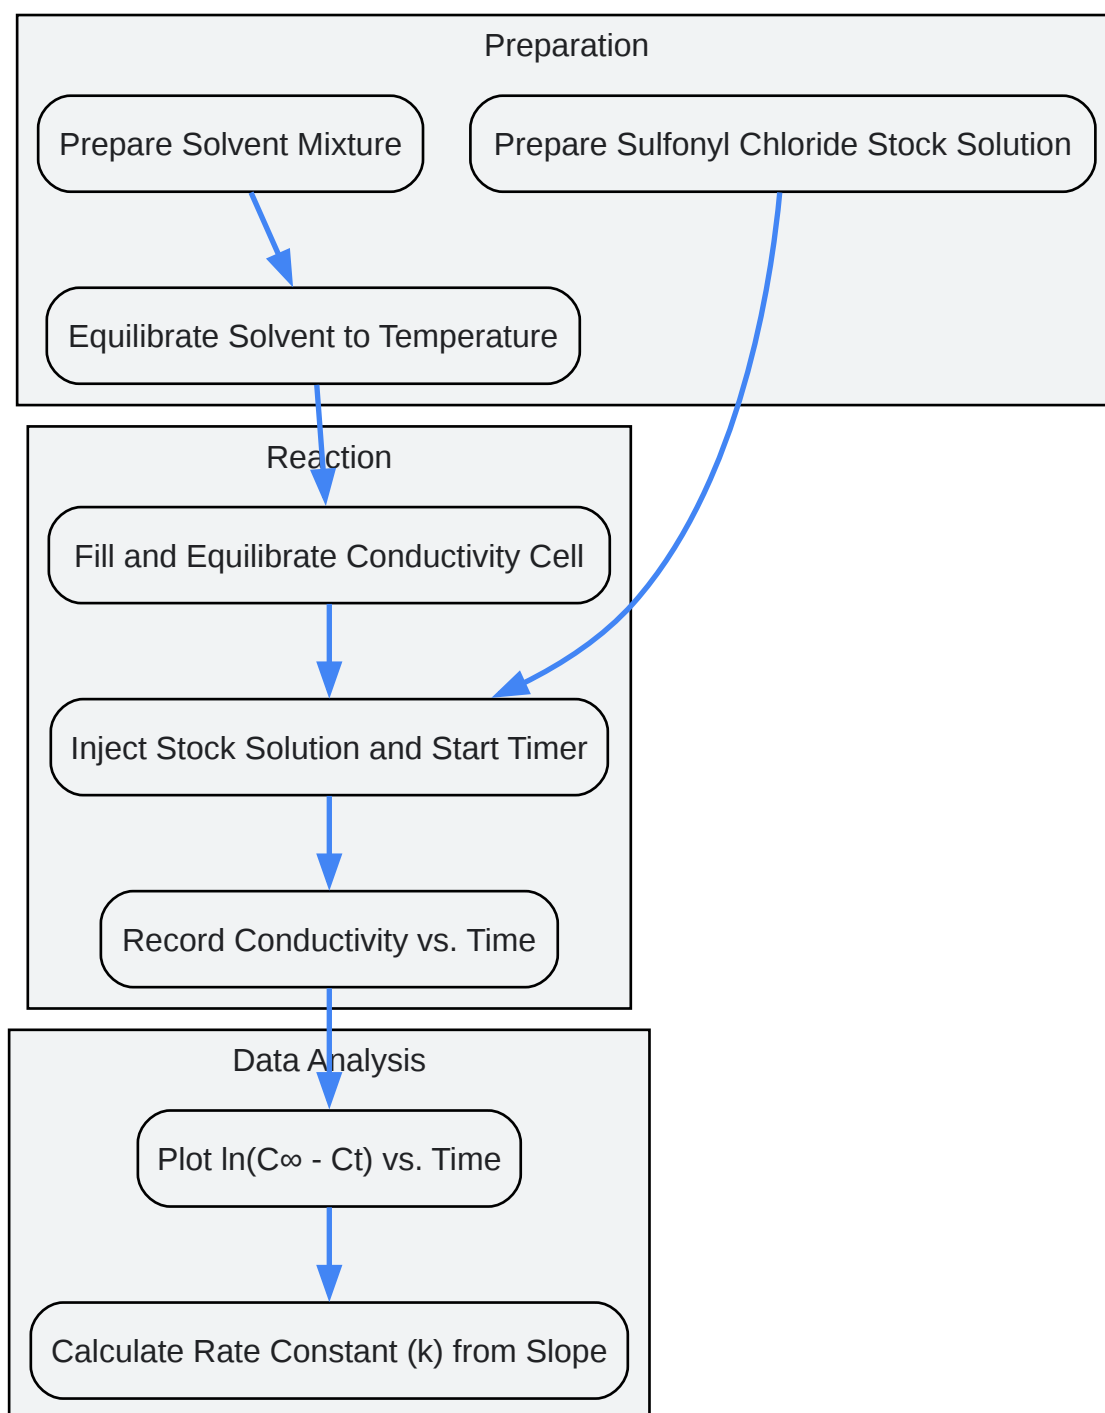 Preparation
Prepare Solvent Mixture
Prepare Sulfonyl Chloride Stock Solution
Equilibrate Solvent to Temperature
Reaction
Fill and Equilibrate Conductivity Cell
Inject Stock Solution and Start Timer
Record Conductivity vs. Time
Data Analysis
Plot ln(C∞ - Ct) vs. Time
Calculate Rate Constant (k) from Slope